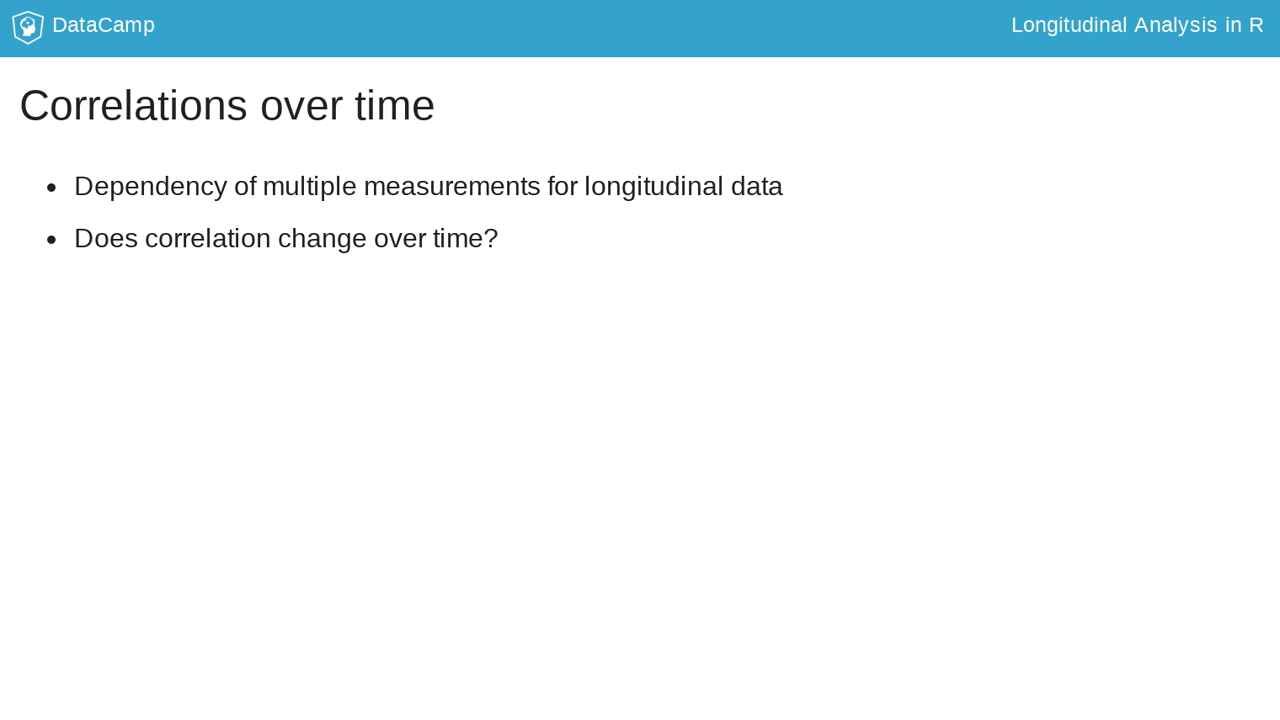 DataCamp
Longitudinal Analysis in R
Correlations over time
• Dependency of multiple measurements for longitudinal data
• Does correlation change over time?